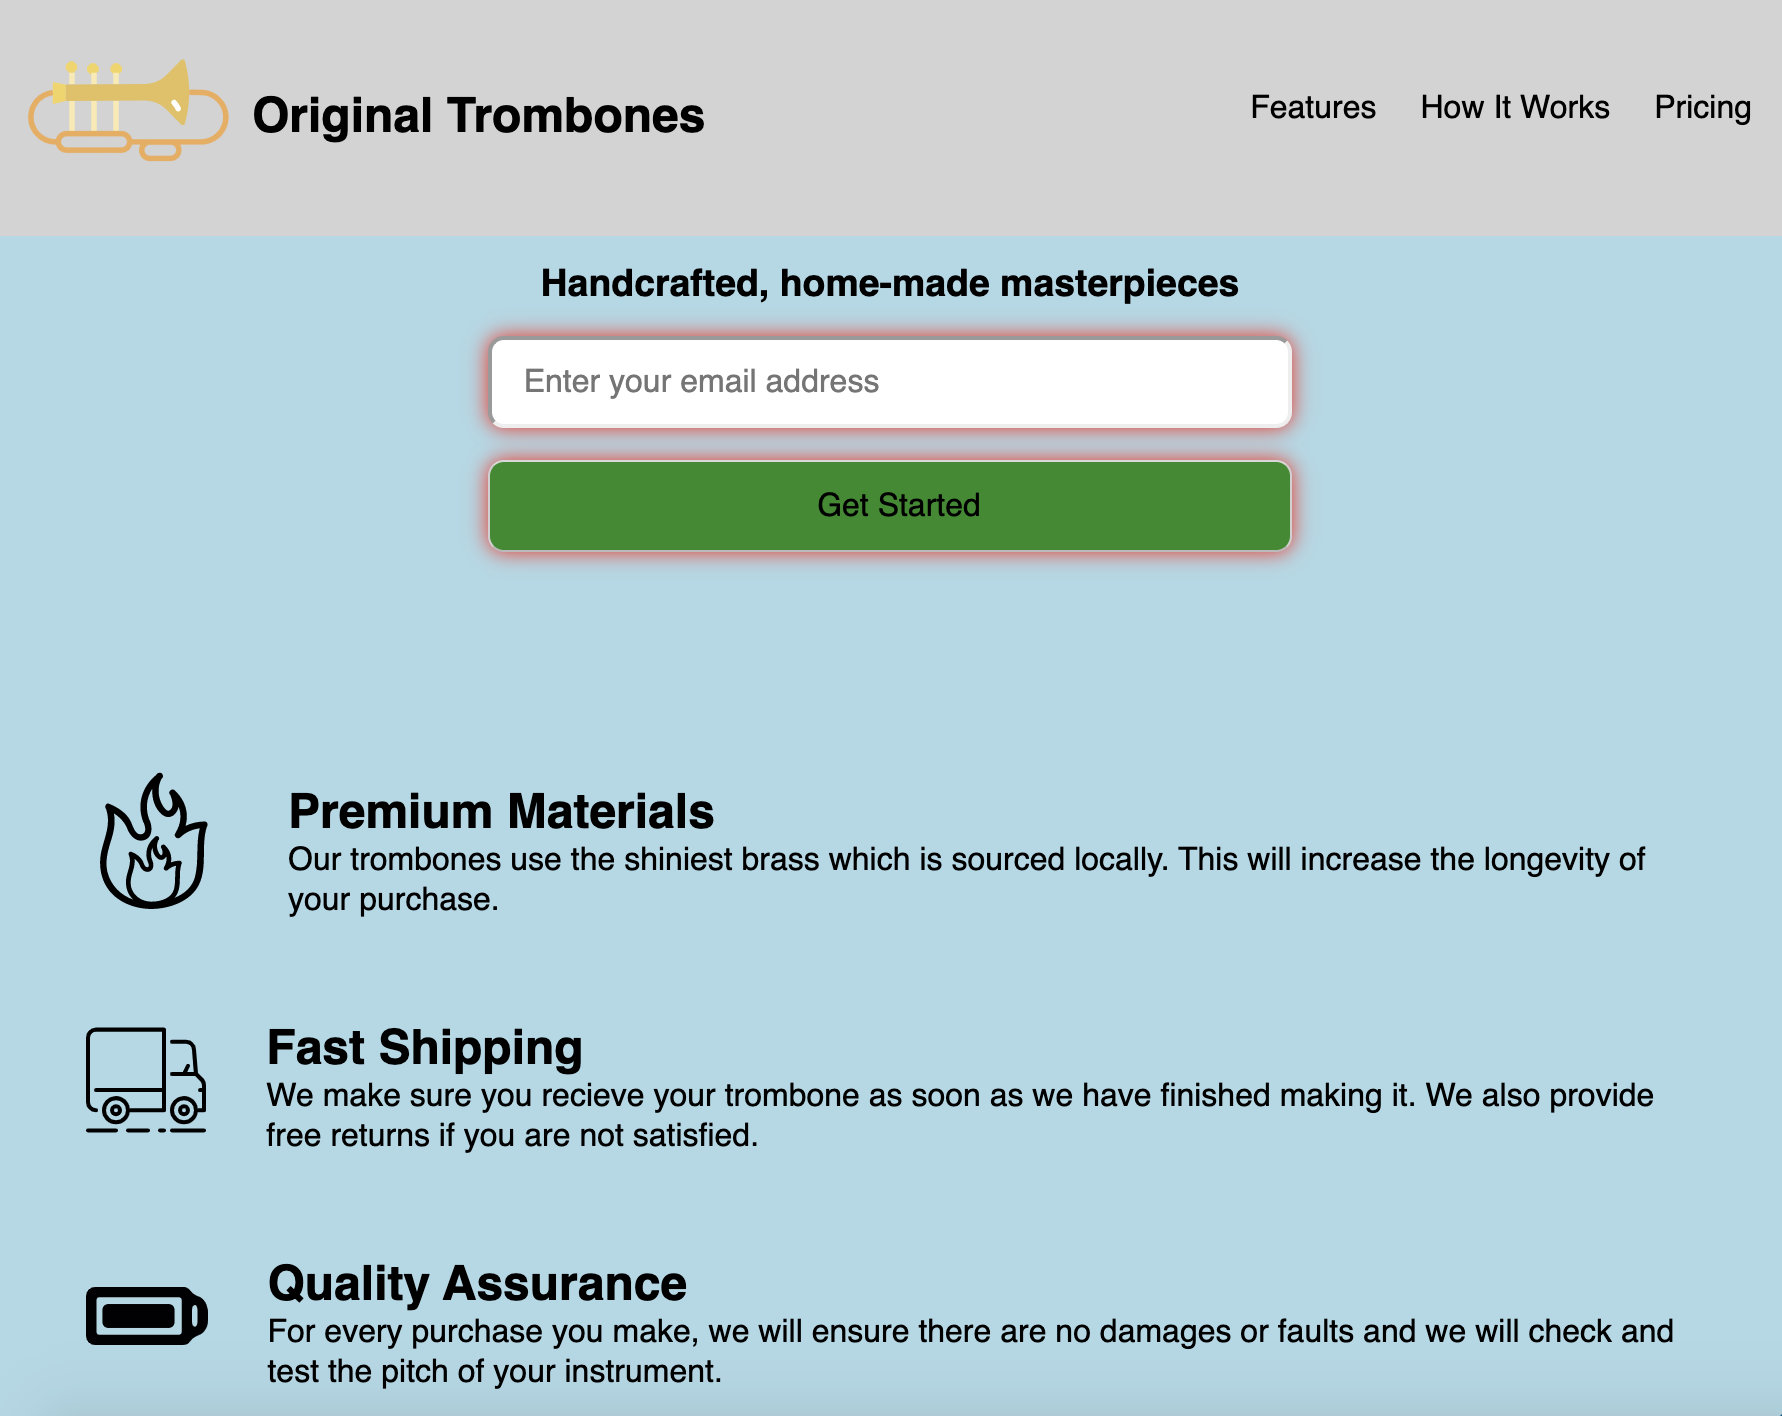 Original Trombones
Features
How It Works
Pricing
Handcrafted, home-made masterpieces
Enter your email address
Get Started
Premium Materials
Our trombones use the shiniest brass which is sourced locally. This will increase the longevity of
your purchase.
Fast Shipping
We make sure you recieve your trombone as soon as we have finished making it. We also provide
free returns if you are not satisfied.
Quality Assurance
For every purchase you make, we will ensure there are no damages or faults and we will check and
test the pitch of your instrument.